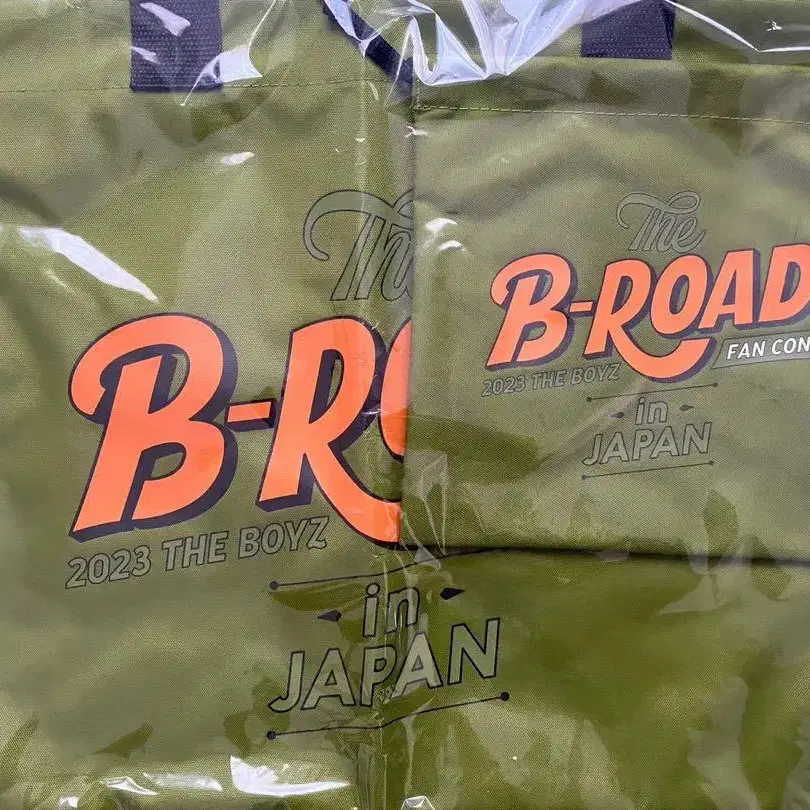 The
B-RO
2023 THE BOYZ
in
JAPAN
The
B-ROAD
FAN CON
2023 THE BOYZ
in
JAPAN